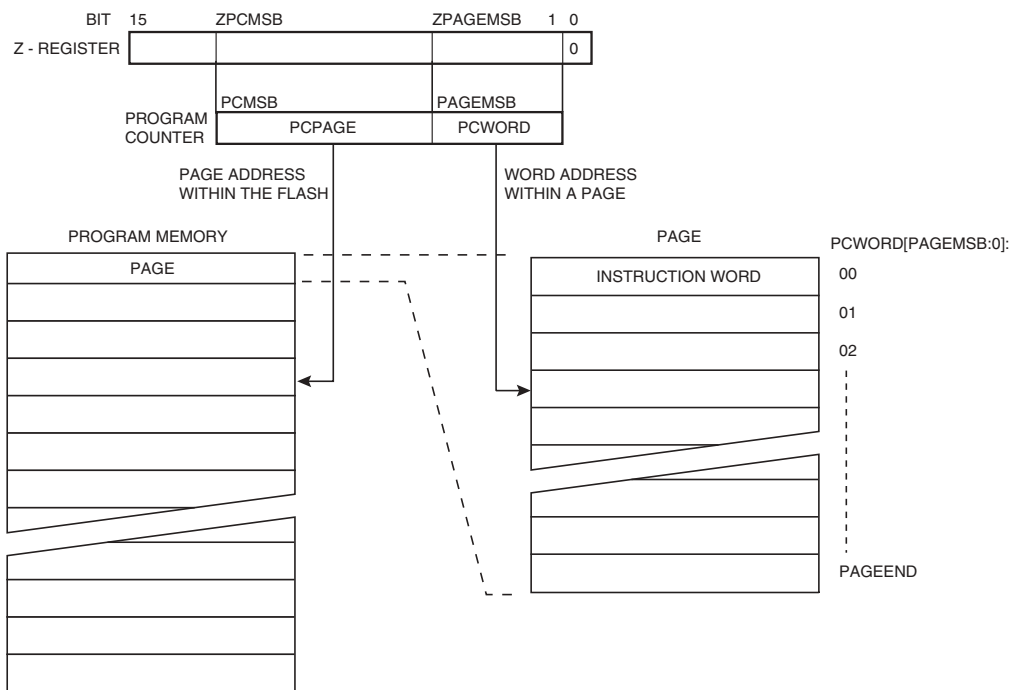 BIT 15 ZPCMSB ZPAGEMSB 1 0
Z - REGISTER 0
PCMSB PAGEMSB
PROGRAM
COUNTER
PCPAGE PCWORD
PAGE ADDRESS
WITHIN THE FLASH
WORD ADDRESS
WITHIN A PAGE
PROGRAM MEMORY
PAGE
PAGE
PCWORD[PAGEMSB:0]:
INSTRUCTION WORD
00
01
02
PAGEEND